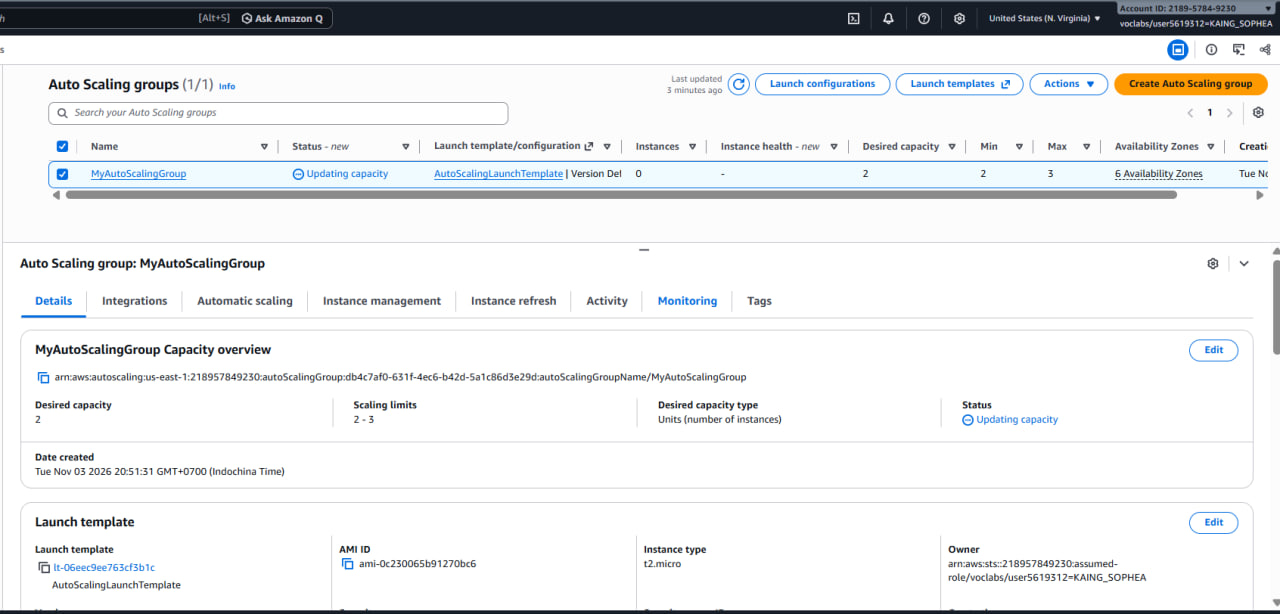 h [Alt+S] Ask Amazon Q United States (N. Virginia) Account ID: 2189-5784-9230
voclabs/user5619312=KAING_SOPHEA
s
Auto Scaling groups (1/1) Info
Last updated
3 minutes ago
Launch configurations
Launch templates
Actions
Create Auto Scaling group
Search your Auto Scaling groups
1
Name Status - new Launch template/configuration Instances Instance health - new Desired capacity Min Max Availability Zones Creati
MyAutoScalingGroup Updating capacity AutoScalingLaunchTemplate | Version Def 0 - 2 2 3 6 Availability Zones Tue No
Auto Scaling group: MyAutoScalingGroup
Details Integrations Automatic scaling Instance management Instance refresh Activity Monitoring Tags
MyAutoScalingGroup Capacity overview
Edit
arn:aws:autoscaling:us-east-1:218957849230:autoScalingGroup:db4c7af0-631f-4ec6-b42d-5a1c86d3e29d:autoScalingGroupName/MyAutoScalingGroup
Desired capacity
2
Scaling limits
2 - 3
Desired capacity type
Units (number of instances)
Status
Updating capacity
Date created
Tue Nov 03 2026 20:51:31 GMT+0700 (Indochina Time)
Launch template
Edit
Launch template
lt-06eec9ee763cf3b1c
AutoScalingLaunchTemplate
AMI ID
ami-0c230065b91270bc6
Instance type
t2.micro
Owner
arn:aws:sts::218957849230:assumed-
role/voclabs/user5619312=KAING_SOPHEA